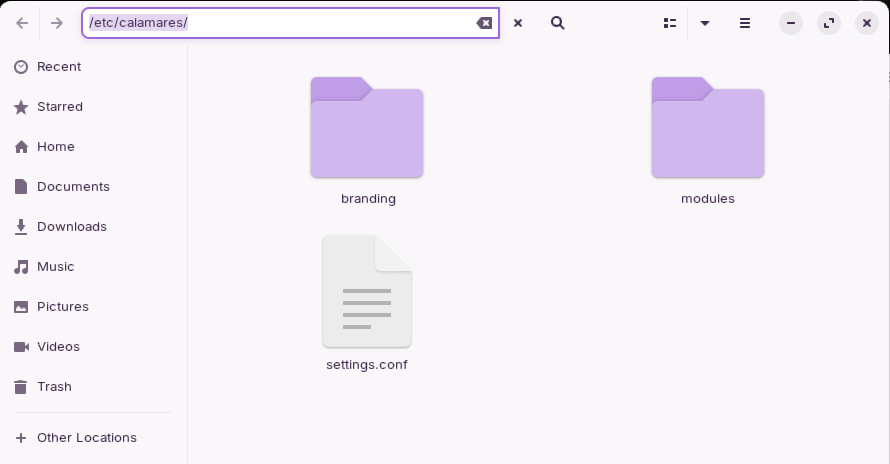 /etc/calamares/
Recent
Starred
Home
Documents
Downloads
Music
Pictures
Videos
Trash
Other Locations
branding
modules
settings.conf